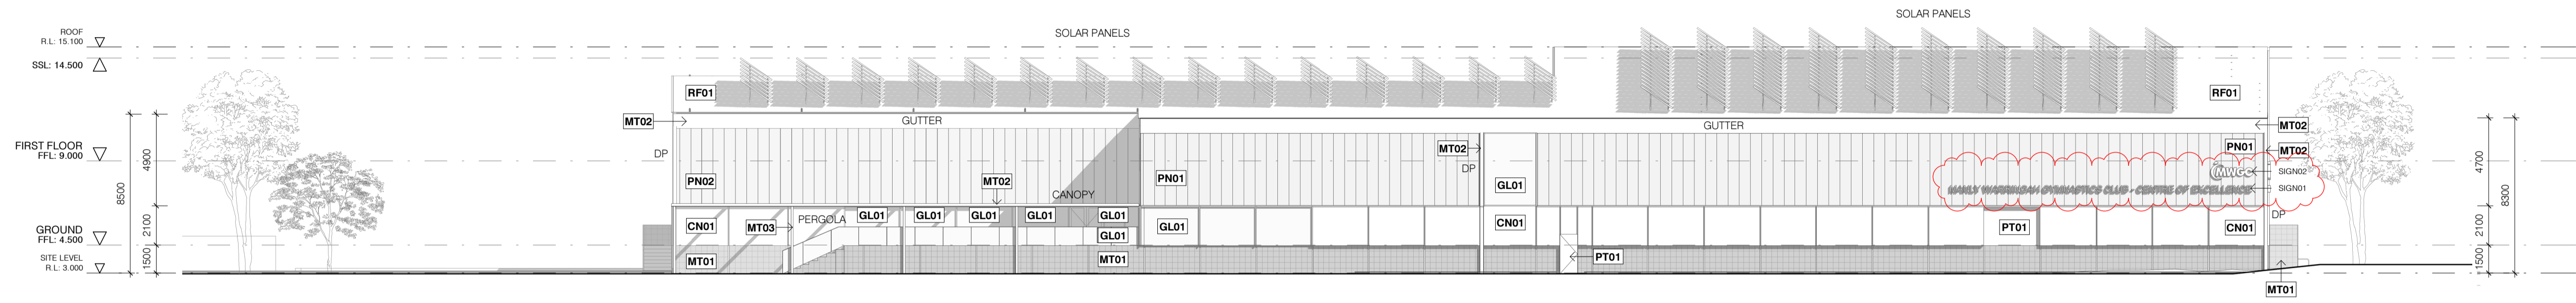 SOLAR PANELS
SOLAR PANELS
ROOF
R.L: 15.100
SSL: 14.500
RF01
RF01
MT02
GUTTER
GUTTER
MT02
FIRST FLOOR
FFL: 9.000
DP
MT02
DP
PN01
MT02
8500
4900
4700
8300
PN02
MT02
CANOPY
PN01
GL01
MWGC
SIGN02
MANLY WARRINGAH GYMNASTICS CLUB - CENTRE OF EXCELLENCE
SIGN01
GROUND
FFL: 4.500
2100
CN01
MT03
PERGOLA
GL01
GL01
GL01
GL01
GL01
GL01
GL01
CN01
PT01
CN01
DP
2100
SITE LEVEL
R.L: 3.000
1500
MT01
MT01
PT01
1500
MT01